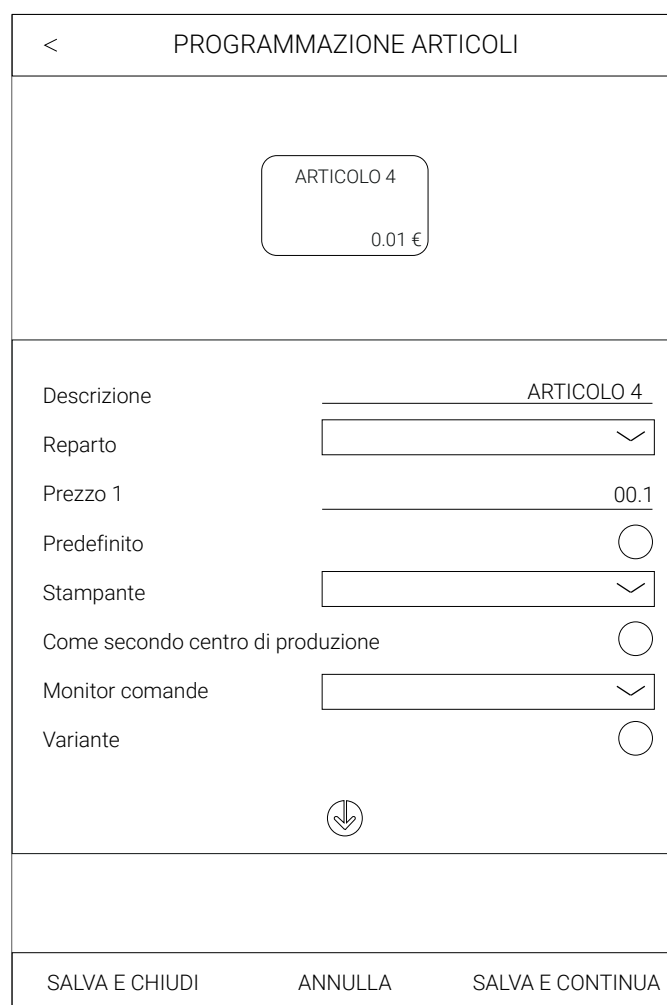 < PROGRAMMAZIONE ARTICOLI
ARTICOLO 4
0.01 €
Descrizione ARTICOLO 4
Reparto
Prezzo 1 00.1
Predefinito
Stampante
Come secondo centro di produzione
Monitor comande
Variante
SALVA E CHIUDI ANNULLA SALVA E CONTINUA